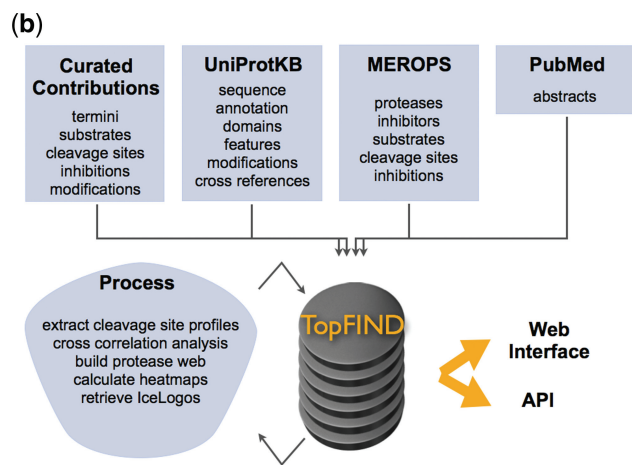 (b)
Curated
Contributions
termini
substrates
cleavage sites
inhibitions
modifications
UniProtKB
sequence
annotation
domains
features
modifications
cross references
MEROPS
proteases
inhibitors
substrates
cleavage sites
inhibitions
PubMed
abstracts
Process
extract cleavage site profiles
cross correlation analysis
build protease web
calculate heatmaps
retrieve IceLogos
TopFIND
Web
Interface
API